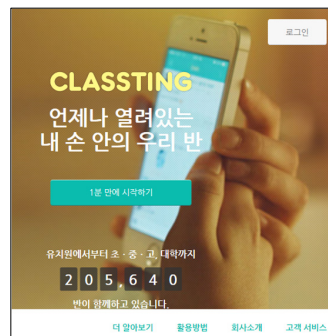 로그인
CLASSTING
언제나 열려있는
내 손 안의 우리 반
1분 만에 시작하기
유치원에서부터 초 · 중 · 고, 대학까지
205,640
반이 함께하고 있습니다.
더 알아보기 활용방법 회사소개 고객 서비스